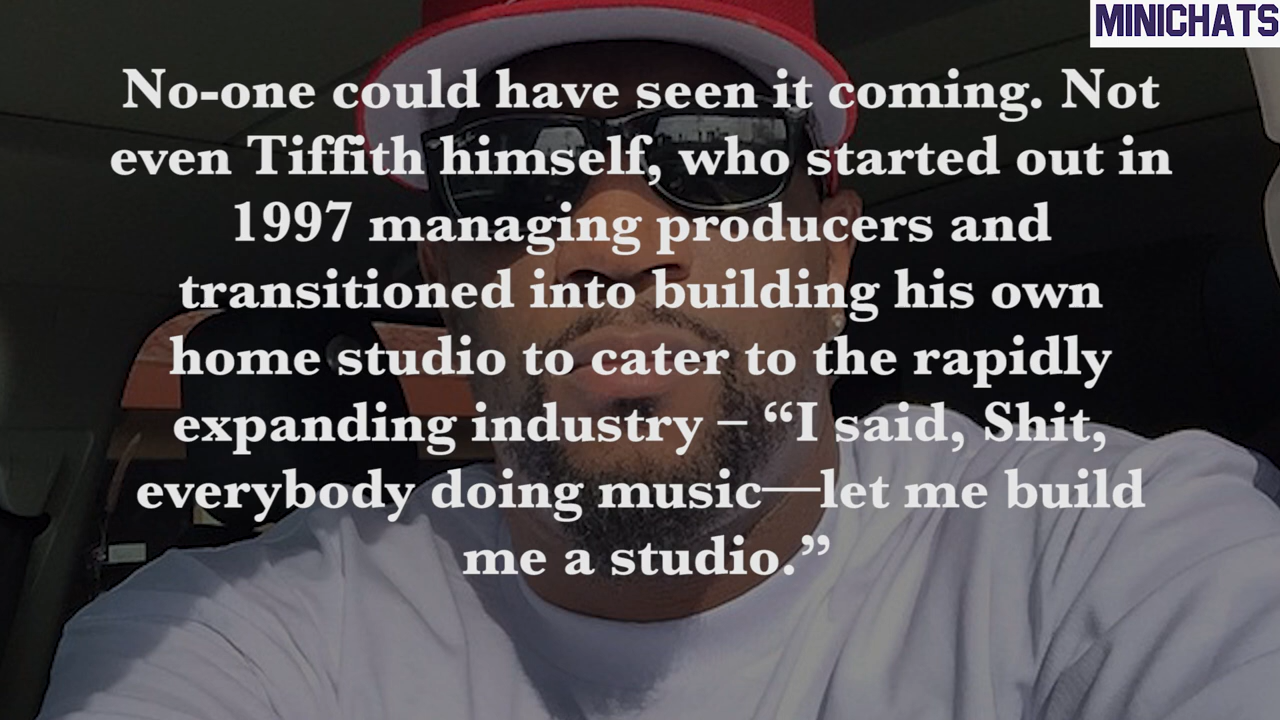 MINICHATS
No-one could have seen it coming. Not
even Tiffith himself, who started out in
1997 managing producers and
transitioned into building his own
home studio to cater to the rapidly
expanding industry – “I said, Shit,
everybody doing music—let me build
me a studio.”